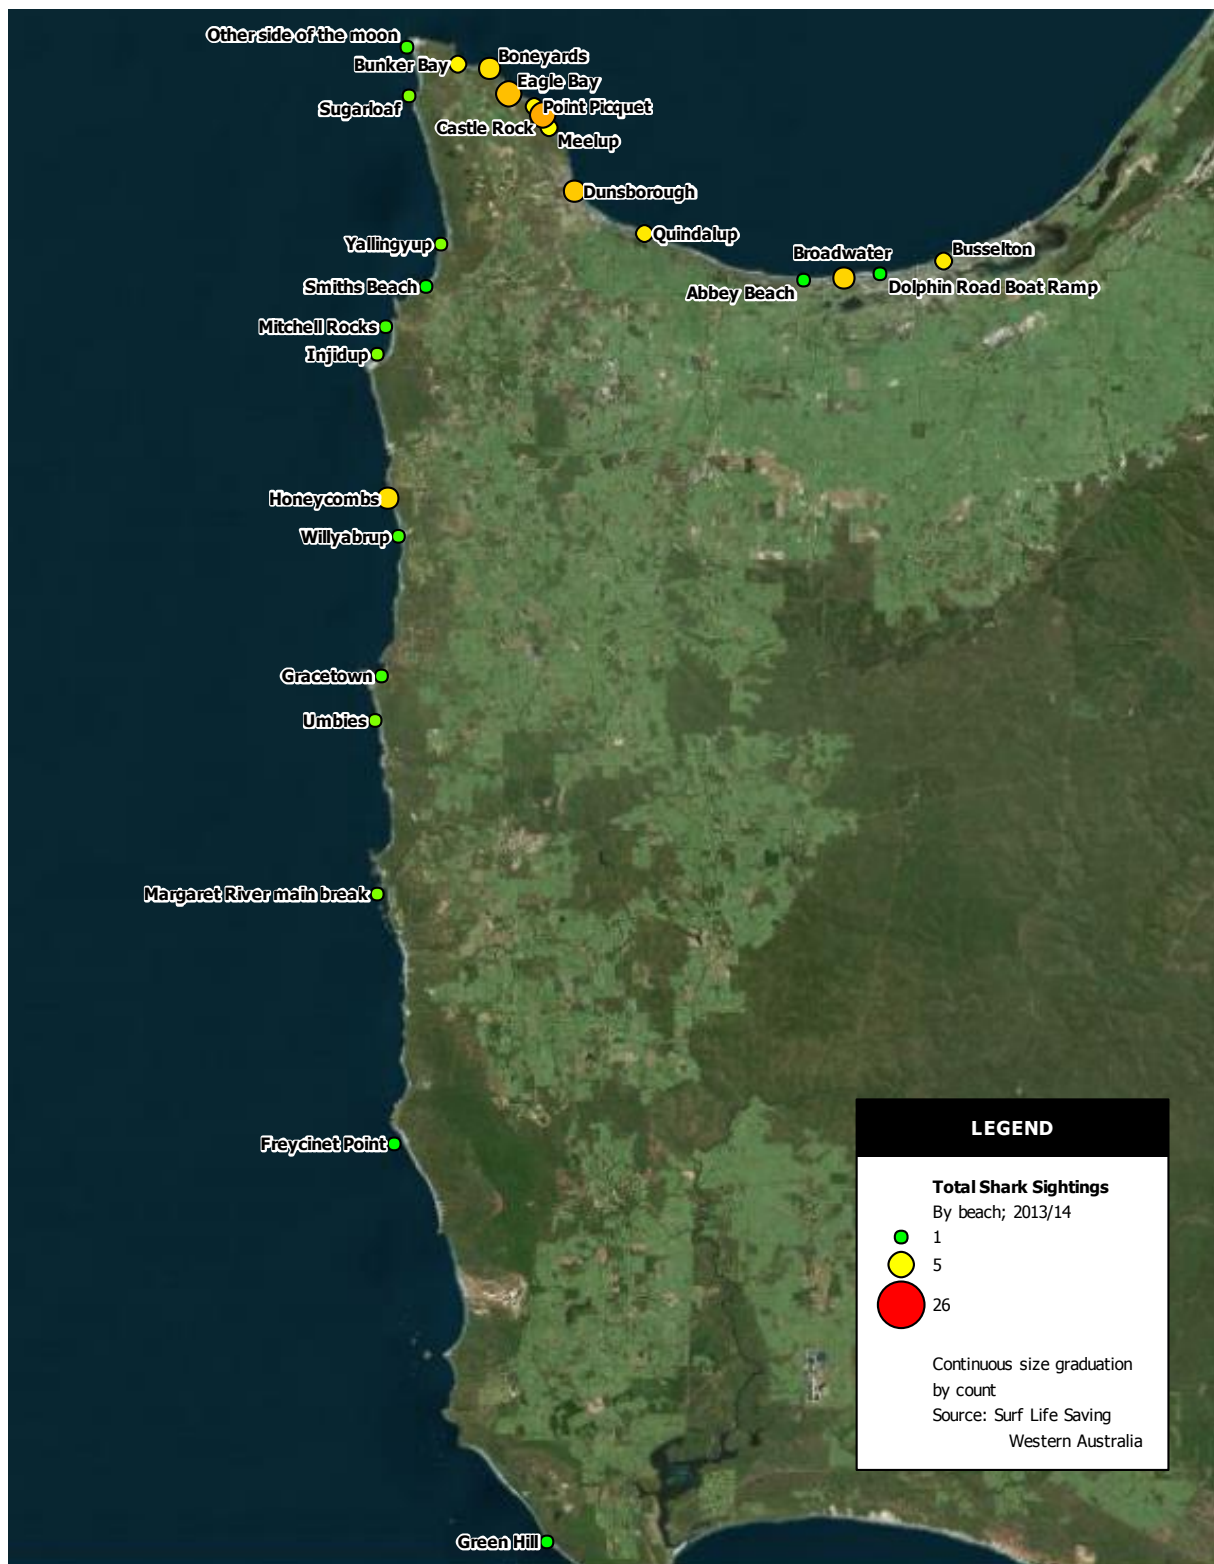 Other side of the moon
Bunker Bay
Boneyards
Eagle Bay
Sugarloaf
Point Picquet
Castle Rock
Meelup
Dunsborough
Quindalup
Yallingyup
Broadwater
Busselton
Smiths Beach
Abbey Beach
Dolphin Road Boat Ramp
Mitchell Rocks
Injidup
Honeycombs
Willyabrup
Gracetown
Umbies
Margaret River main break
Freycinet Point
Green Hill
LEGEND
Total Shark Sightings
By beach; 2013/14
1
5
26
Continuous size graduation
by count
Source: Surf Life Saving
Western Australia